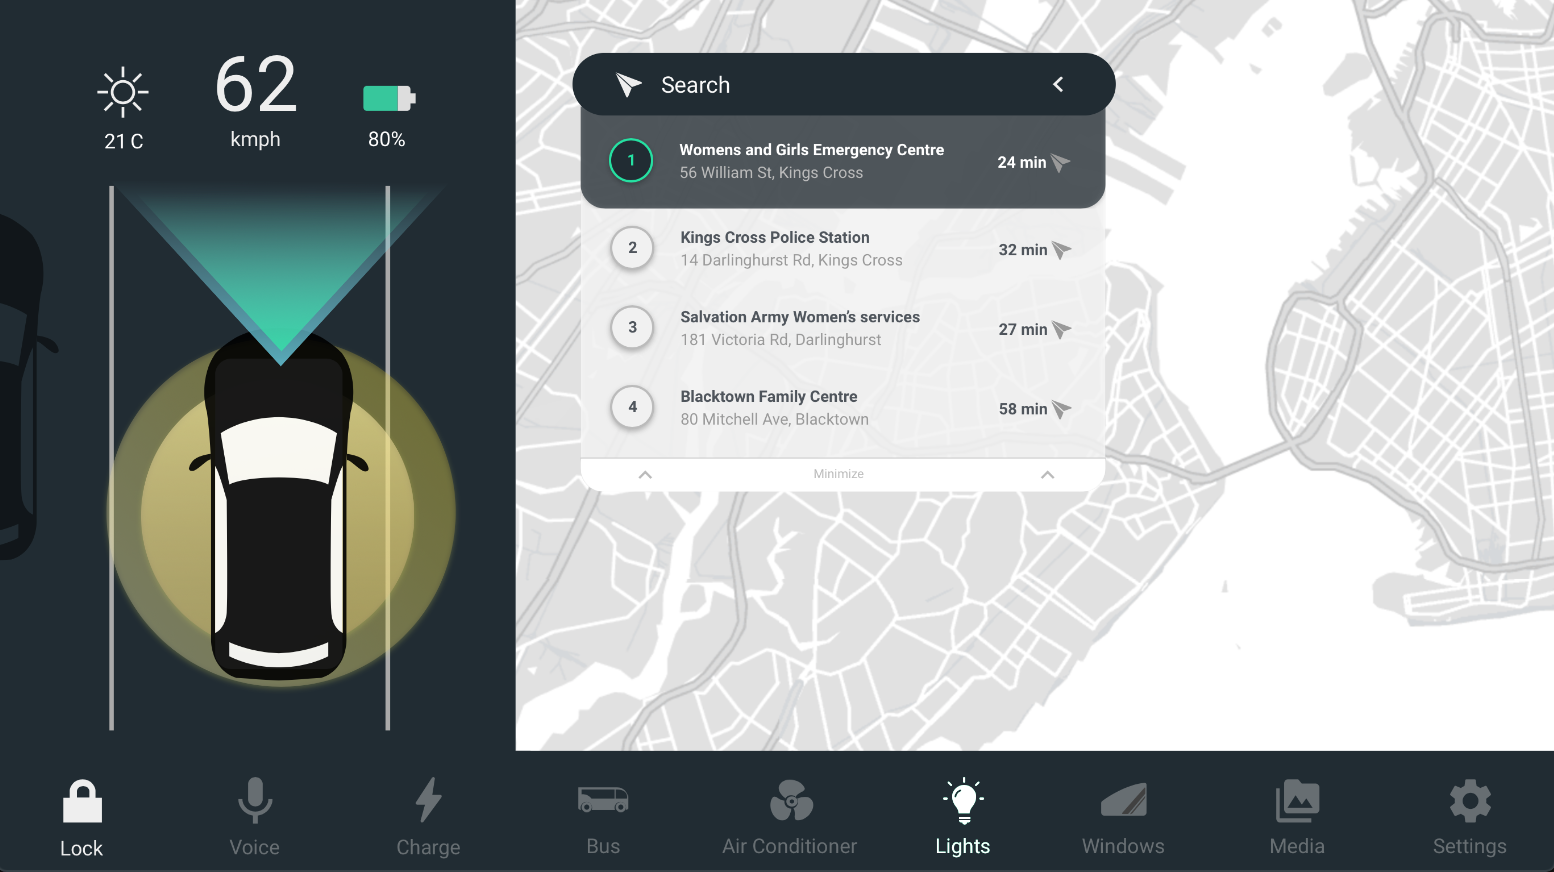 62
21 C
kmph
80%
Search
1
Womens and Girls Emergency Centre
56 William St, Kings Cross
24 min
2
Kings Cross Police Station
14 Darlinghurst Rd, Kings Cross
32 min
3
Salvation Army Women's services
181 Victoria Rd, Darlinghurst
27 min
4
Blacktown Family Centre
80 Mitchell Ave, Blacktown
58 min
Minimize
Lock
Voice
Charge
Bus
Air Conditioner
Lights
Windows
Media
Settings